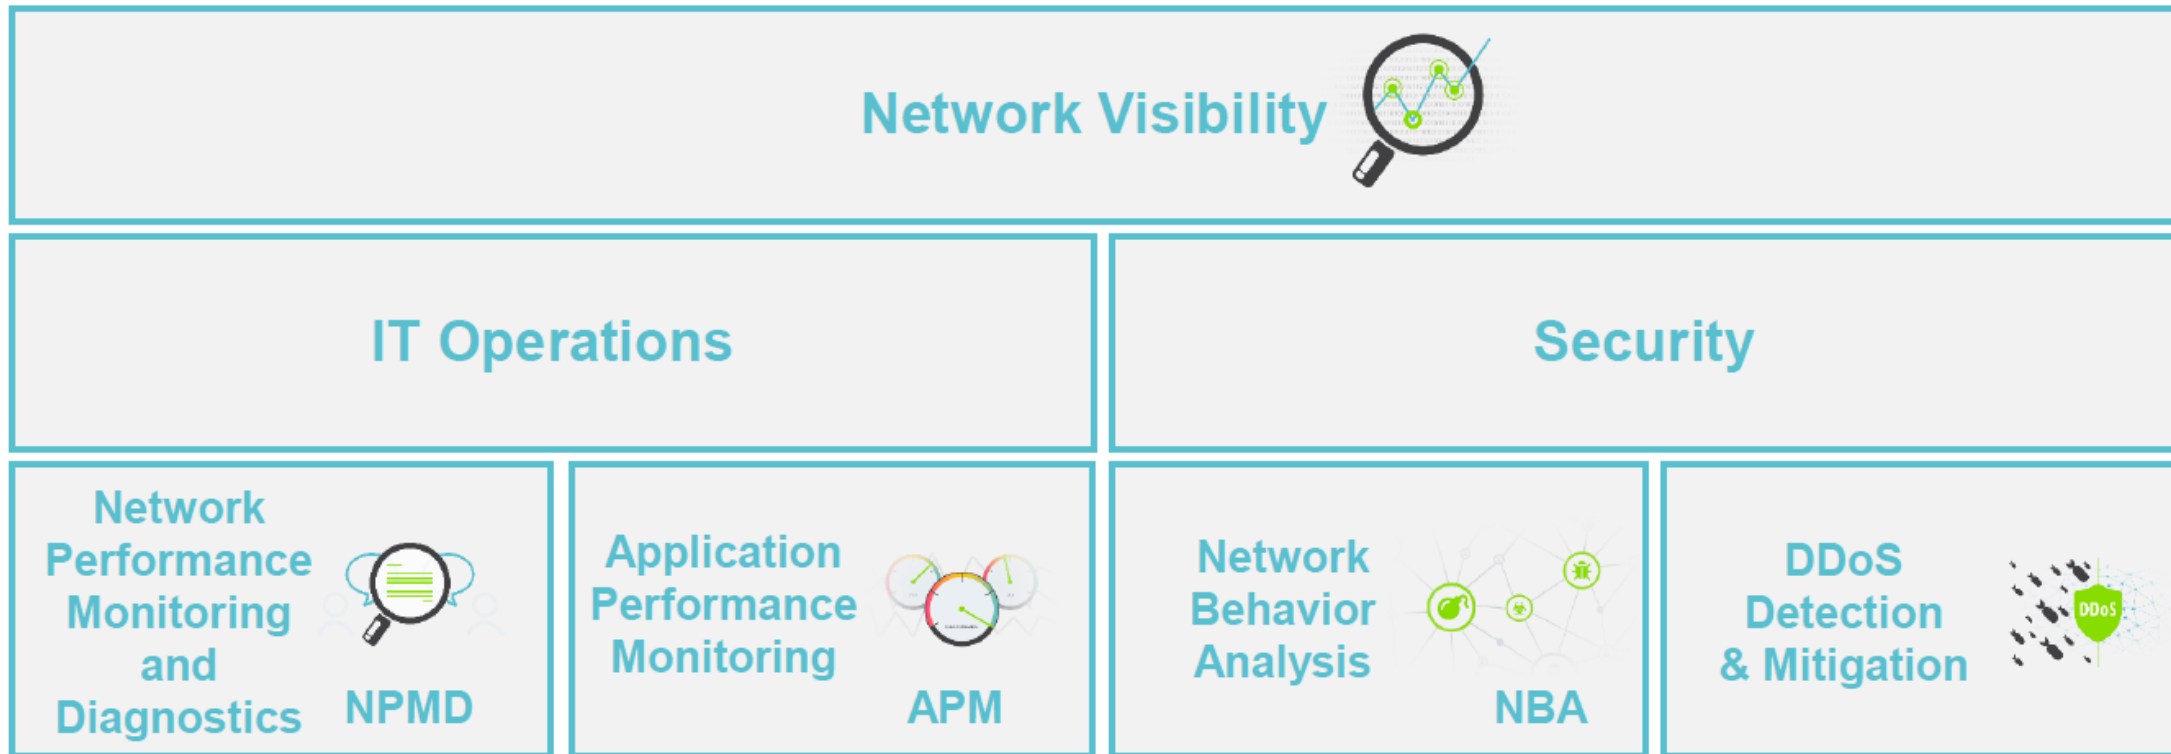 Network Visibility
IT Operations
Security
Network
Performance
Monitoring
and
Diagnostics
NPMD
Application
Performance
Monitoring
APM
Network
Behavior
Analysis
NBA
DDoS
Detection
& Mitigation
DDoS